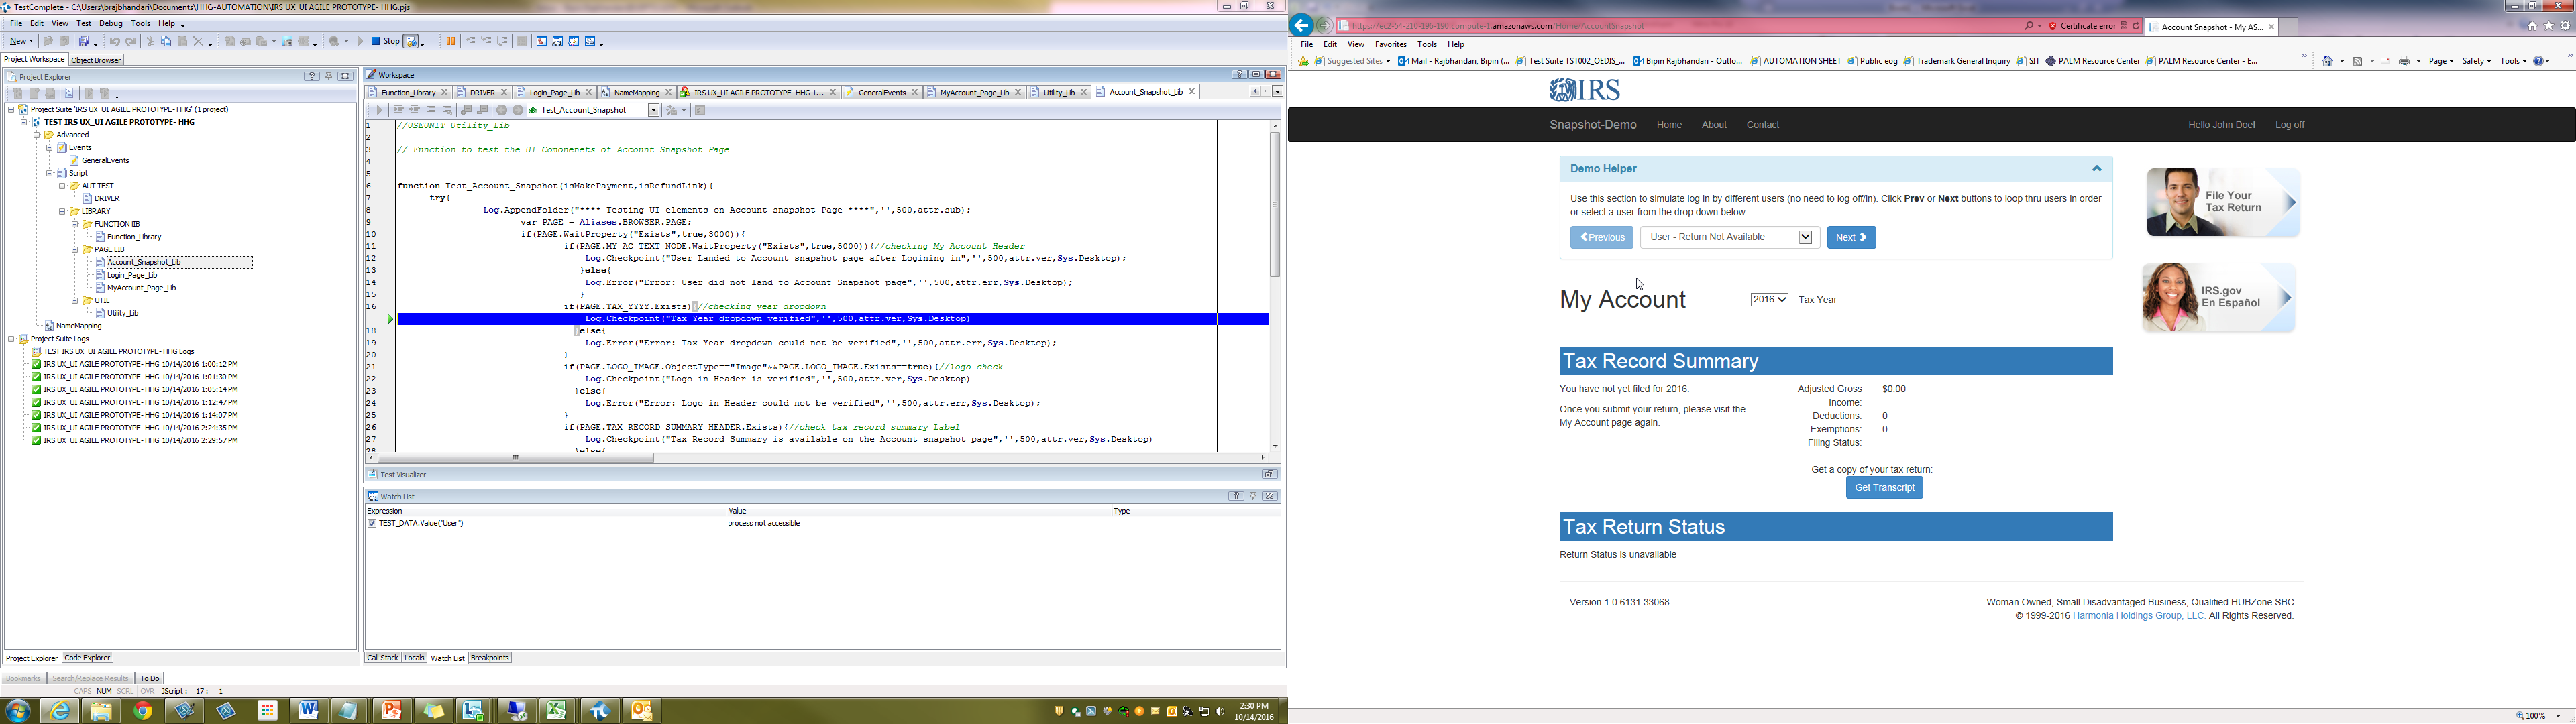 TestComplete - C:\Users\brajbhandari\Documents\HHG-AUTOMATION\IRS UX_UI AGILE PROTOTYPE- HHG.pjs
File Edit View Test Debug Tools Help
New Stop
Project Workspace Object Browser
Project Explorer
Project Suite 'IRS UX_UI AGILE PROTOTYPE- HHG' (1 project)
TEST IRS UX_UI AGILE PROTOTYPE- HHG
Advanced
Events
GeneralEvents
Script
AUT TEST
DRIVER
LIBRARY
FUNCTION lIB
Function_Library
PAGE LIB
Account_Snapshot_Lib
Login_Page_Lib
MyAccount_Page_Lib
UTIL
Utility_Lib
NameMapping
Project Suite Logs
TEST IRS UX_UI AGILE PROTOTYPE- HHG Logs
IRS UX_UI AGILE PROTOTYPE- HHG 10/14/2016 1:00:12 PM
IRS UX_UI AGILE PROTOTYPE- HHG 10/14/2016 1:01:30 PM
IRS UX_UI AGILE PROTOTYPE- HHG 10/14/2016 1:05:14 PM
IRS UX_UI AGILE PROTOTYPE- HHG 10/14/2016 1:12:47 PM
IRS UX_UI AGILE PROTOTYPE- HHG 10/14/2016 1:14:07 PM
IRS UX_UI AGILE PROTOTYPE- HHG 10/14/2016 2:24:35 PM
IRS UX_UI AGILE PROTOTYPE- HHG 10/14/2016 2:29:57 PM
Project Explorer Code Explorer
Workspace
Function_Library DRIVER Login_Page_Lib NameMapping IRS UX_UI AGILE PROTOTYPE- HHG 1... GeneralEvents MyAccount_Page_Lib Utility_Lib Account_Snapshot_Lib
Test_Account_Snapshot
1 //USEUNIT Utility_Lib
2
3 // Function to test the UI Comonenets of Account Snapshot Page
4
5
6 function Test_Account_Snapshot(isMakePayment,isRefundLink){
7 try{
8 Log.AppendFolder("**** Testing UI elements on Account snapshot Page ****",'',500,attr.sub);
9 var PAGE = Aliases.BROWSER.PAGE;
10 if(PAGE.WaitProperty("Exists",true,3000)){
11 if(PAGE.MY_AC_TEXT_NODE.WaitProperty("Exists",true,5000)){//checking My Account Header
12 Log.Checkpoint("User Landed to Account snapshot page after Logining in",'',500,attr.ver,Sys.Desktop);
13 }else{
14 Log.Error("Error: User did not land to Account Snapshot page",'',500,attr.err,Sys.Desktop);
15 }
16 if(PAGE.TAX_YYYY.Exists){//checking year dropdown
Log.Checkpoint("Tax Year dropdown verified",'',500,attr.ver,Sys.Desktop)
18 }else{
19 Log.Error("Error: Tax Year dropdown could not be verified",'',500,attr.err,Sys.Desktop);
20 }
21 if(PAGE.LOGO_IMAGE.ObjectType=="Image"&&PAGE.LOGO_IMAGE.Exists==true){//logo check
22 Log.Checkpoint("Logo in Header is verified",'',500,attr.ver,Sys.Desktop)
23 }else{
24 Log.Error("Error: Logo in Header could not be verified",'',500,attr.err,Sys.Desktop);
25 }
26 if(PAGE.TAX_RECORD_SUMMARY_HEADER.Exists){//check tax record summary Label
27 Log.Checkpoint("Tax Record Summary is available on the Account snapshot page",'',500,attr.ver,Sys.Desktop)
28 }else{
Test Visualizer
Watch List
Expression Value Type
TEST_DATA.Value("User") process not accessible
Call Stack Locals Watch List Breakpoints
Bookmarks Search/Replace Results To Do
CAPS NUM SCRL OVR JScript : 17 : 1
2:30 PM
10/14/2016
https://ec2-54-210-196-190.compute-1.amazonaws.com/Home/AccountSnapshot Certificate error Account Snapshot - My AS...
File Edit View Favorites Tools Help
Suggested Sites Mail - Rajbhandari, Bipin (... Test Suite TST002_OEDIS_... Bipin Rajbhandari - Outlo... AUTOMATION SHEET Public eog Trademark General Inquiry SIT PALM Resource Center PALM Resource Center - E... Page Safety Tools
IRS
Snapshot-Demo Home About Contact Hello John Doe! Log off
Demo Helper
Use this section to simulate log in by different users (no need to log off/in). Click Prev or Next buttons to loop thru users in order
or select a user from the drop down below.
Previous User - Return Not Available Next
My Account 2016 Tax Year
File Your
Tax Return
IRS.gov
En Español
Tax Record Summary
You have not yet filed for 2016.
Once you submit your return, please visit the
My Account page again.
Adjusted Gross $0.00
Income:
Deductions: 0
Exemptions: 0
Filing Status:
Get a copy of your tax return:
Get Transcript
Tax Return Status
Return Status is unavailable
Version 1.0.6131.33068
Woman Owned, Small Disadvantaged Business, Qualified HUBZone SBC
© 1999-2016 Harmonia Holdings Group, LLC. All Rights Reserved.
100%